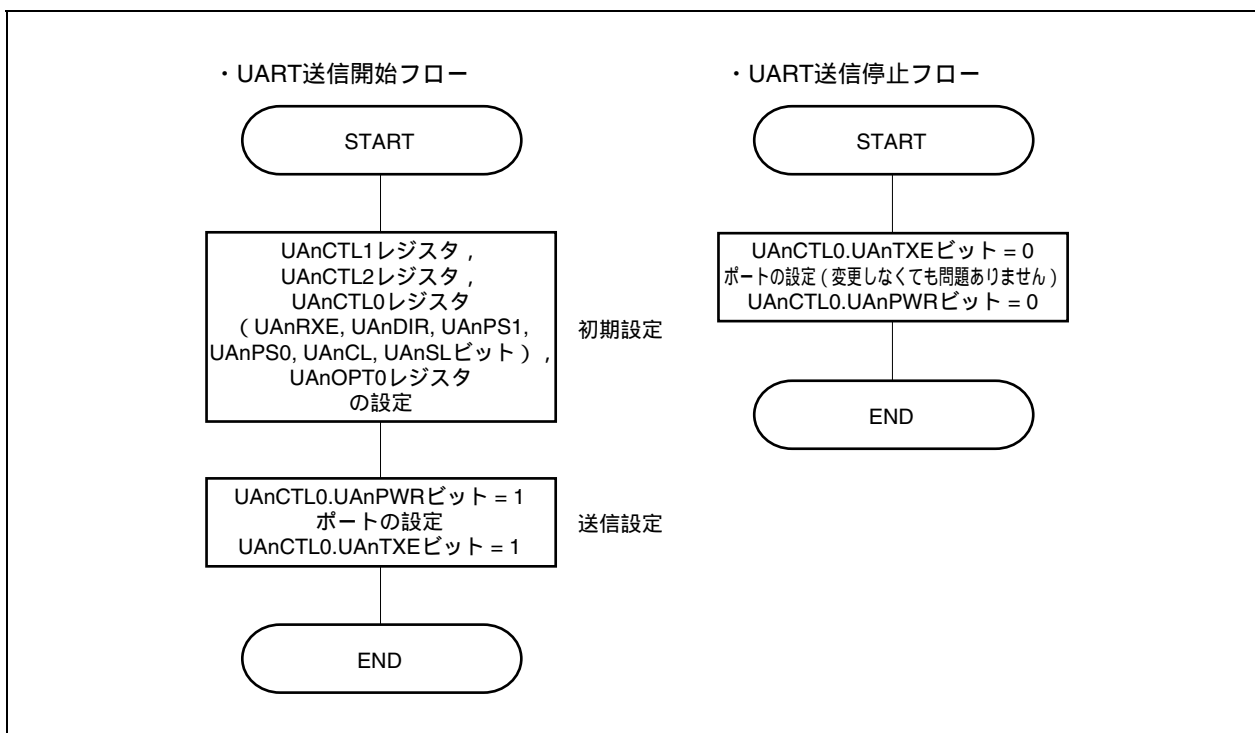 ・UART送信開始フロー
START
UAnCTL1レジスタ，
UAnCTL2レジスタ，
UAnCTL0レジスタ
（UAnRXE, UAnDIR, UAnPS1,
UAnPS0, UAnCL, UAnSLビット），
UAnOPT0レジスタ
の設定
初期設定
UAnCTL0.UAnPWRビット = 1
ポートの設定
UAnCTL0.UAnTXEビット = 1
送信設定
END
・UART送信停止フロー
START
UAnCTL0.UAnTXEビット = 0
ポートの設定（変更しなくても問題ありません）
UAnCTL0.UAnPWRビット = 0
END